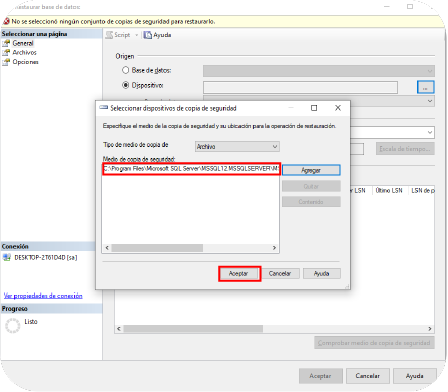 Restaurar base de datos
No se seleccionó ningún conjunto de copias de seguridad para restaurarlo.
Seleccionar una página
General
Archivos
Opciones
Script
Ayuda
Origen
Base de datos:
Dispositivo:
...
Seleccionar dispositivos de copia de seguridad
Especifique el medio de la copia de seguridad y su ubicación para la operación de restauración.
Tipo de medio de copia de
Archivo
Medio de copia de seguridad:
C:\Program Files\Microsoft SQL Server\MSSQL12.MSSQLSERVER\M
Agregar
Quitar
Contenido
Aceptar
Cancelar
Ayuda
Escala de tiempo...
LSN
Último LSN
LSN de p
Conexión
DESKTOP-2T61D4D [sa]
Ver propiedades de conexión
Progreso
Listo
Comprobar medio de copia de seguridad
Aceptar
Cancelar
Ayuda